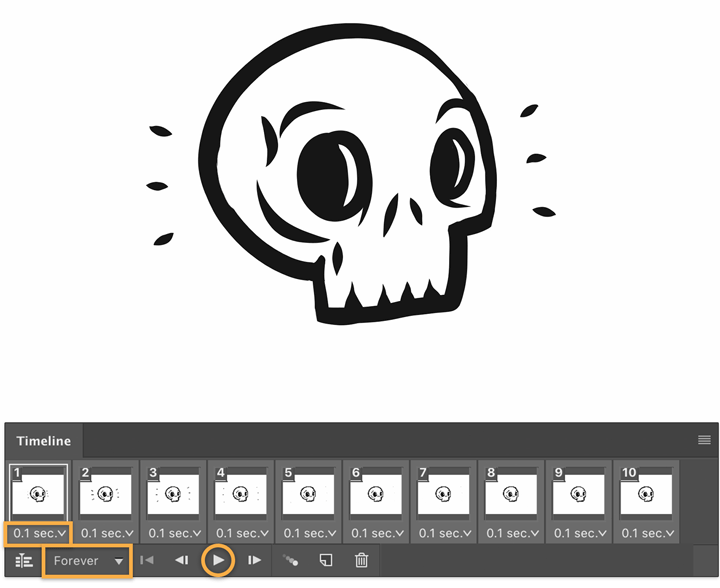 Timeline
1 2 3 4 5 6 7 8 9 10
0.1 sec. 0.1 sec. 0.1 sec. 0.1 sec. 0.1 sec. 0.1 sec. 0.1 sec. 0.1 sec. 0.1 sec. 0.1 sec.
Forever